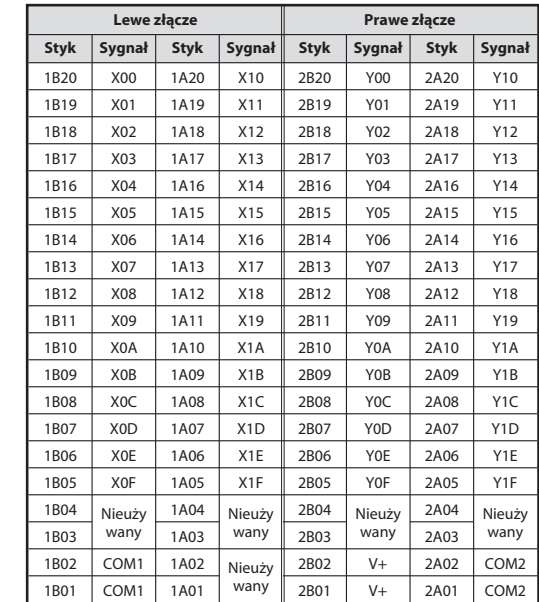 Lewe złącze Prawe złącze
Styk Sygnał Styk Sygnał Styk Sygnał Styk Sygnał
1B20 X00 1A20 X10 2B20 Y00 2A20 Y10
1B19 X01 1A19 X11 2B19 Y01 2A19 Y11
1B18 X02 1A18 X12 2B18 Y02 2A18 Y12
1B17 X03 1A17 X13 2B17 Y03 2A17 Y13
1B16 X04 1A16 X14 2B16 Y04 2A16 Y14
1B15 X05 1A15 X15 2B15 Y05 2A15 Y15
1B14 X06 1A14 X16 2B14 Y06 2A14 Y16
1B13 X07 1A13 X17 2B13 Y07 2A13 Y17
1B12 X08 1A12 X18 2B12 Y08 2A12 Y18
1B11 X09 1A11 X19 2B11 Y09 2A11 Y19
1B10 X0A 1A10 X1A 2B10 Y0A 2A10 Y1A
1B09 X0B 1A09 X1B 2B09 Y0B 2A09 Y1B
1B08 X0C 1A08 X1C 2B08 Y0C 2A08 Y1C
1B07 X0D 1A07 X1D 2B07 Y0D 2A07 Y1D
1B06 X0E 1A06 X1E 2B06 Y0E 2A06 Y1E
1B05 X0F 1A05 X1F 2B05 Y0F 2A05 Y1F
1B04 Nieuży 1A04 Nieuży 2B04 Nieuży 2A04 Nieuży
1B03 wany 1A03 wany 2B03 wany 2A03 wany
1B02 COM1 1A02 Nieuży 2B02 V+ 2A02 COM2
1B01 COM1 1A01 wany 2B01 V+ 2A01 COM2